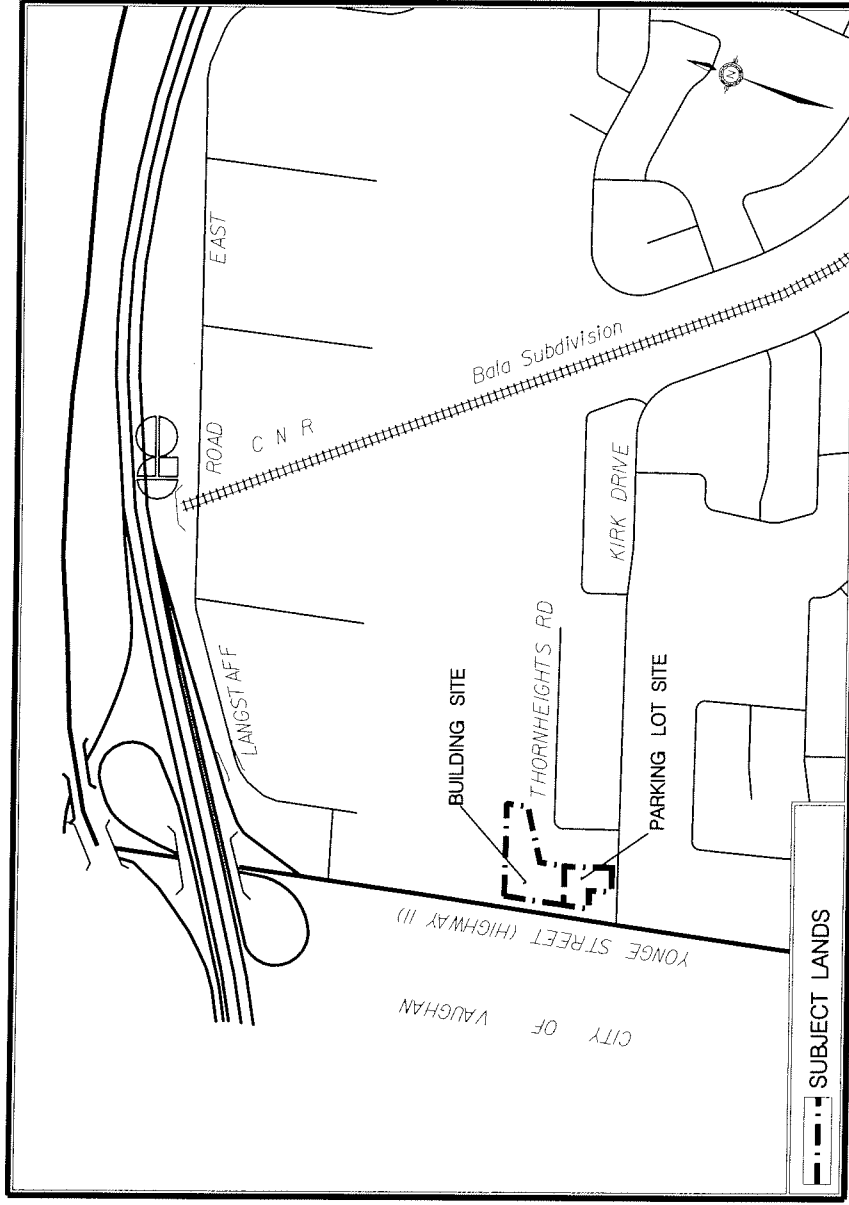 EAST
ROAD
LANGSTAFF
C N R
Bala Subdivision
N
KIRK DRIVE
THORNHEIGHTS RD
BUILDING SITE
PARKING LOT SITE
YONGE STREET (HIGHWAY 11)
CITY OF VAUGHAN
SUBJECT LANDS